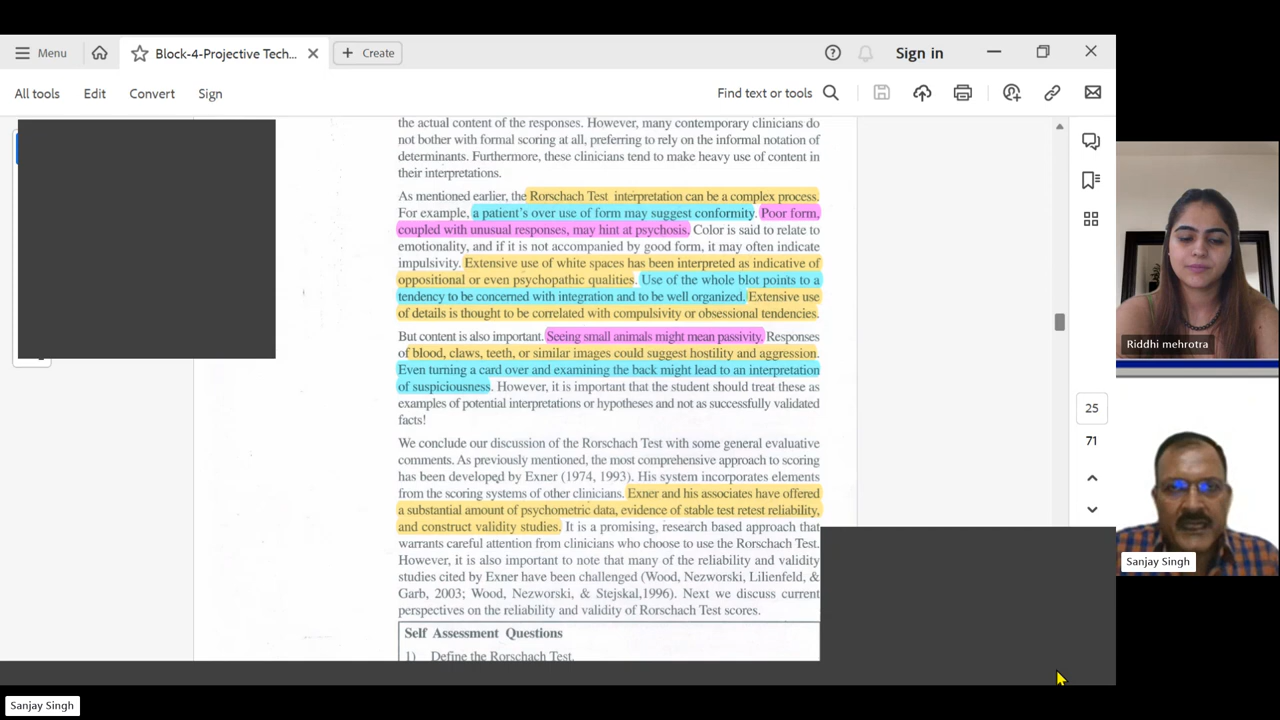 Menu
Block-4-Projective Tech...
Create
Sign in
All tools
Edit
Convert
Sign
Find text or tools
the actual content of the responses. However, many contemporary clinicians do
not bother with formal scoring at all, preferring to rely on the informal notation of
determinants. Furthermore, these clinicians tend to make heavy use of content in
their interpretations.
As mentioned earlier, the Rorschach Test interpretation can be a complex process.
For example, a patient's over use of form may suggest conformity. Poor form,
coupled with unusual responses, may hint at psychosis. Color is said to relate to
emotionality, and if it is not accompanied by good form, it may often indicate
impulsivity. Extensive use of white spaces has been interpreted as indicative of
oppositional or even psychopathic qualities. Use of the whole blot points to a
tendency to be concerned with integration and to be well organized. Extensive use
of details is thought to be correlated with compulsivity or obsessional tendencies.
But content is also important. Seeing small animals might mean passivity. Responses
of blood, claws, teeth, or similar images could suggest hostility and aggression.
Even turning a card over and examining the back might lead to an interpretation
of suspiciousness. However, it is important that the student should treat these as
examples of potential interpretations or hypotheses and not as successfully validated
facts!
We conclude our discussion of the Rorschach Test with some general evaluative
comments. As previously mentioned, the most comprehensive approach to scoring
has been developed by Exner (1974, 1993). His system incorporates elements
from the scoring systems of other clinicians. Exner and his associates have offered
a substantial amount of psychometric data, evidence of stable test retest reliability,
and construct validity studies. It is a promising, research based approach that
warrants careful attention from clinicians who choose to use the Rorschach Test.
However, it is also important to note that many of the reliability and validity
studies cited by Exner have been challenged (Wood, Nezworski, Lilienfeld, &
Garb, 2003; Wood, Nezworski, & Stejskal,1996). Next we discuss current
perspectives on the reliability and validity of Rorschach Test scores.
Self Assessment Questions
1) Define the Rorschach Test.
25
71
Riddhi mehrotra
Sanjay Singh
Sanjay Singh